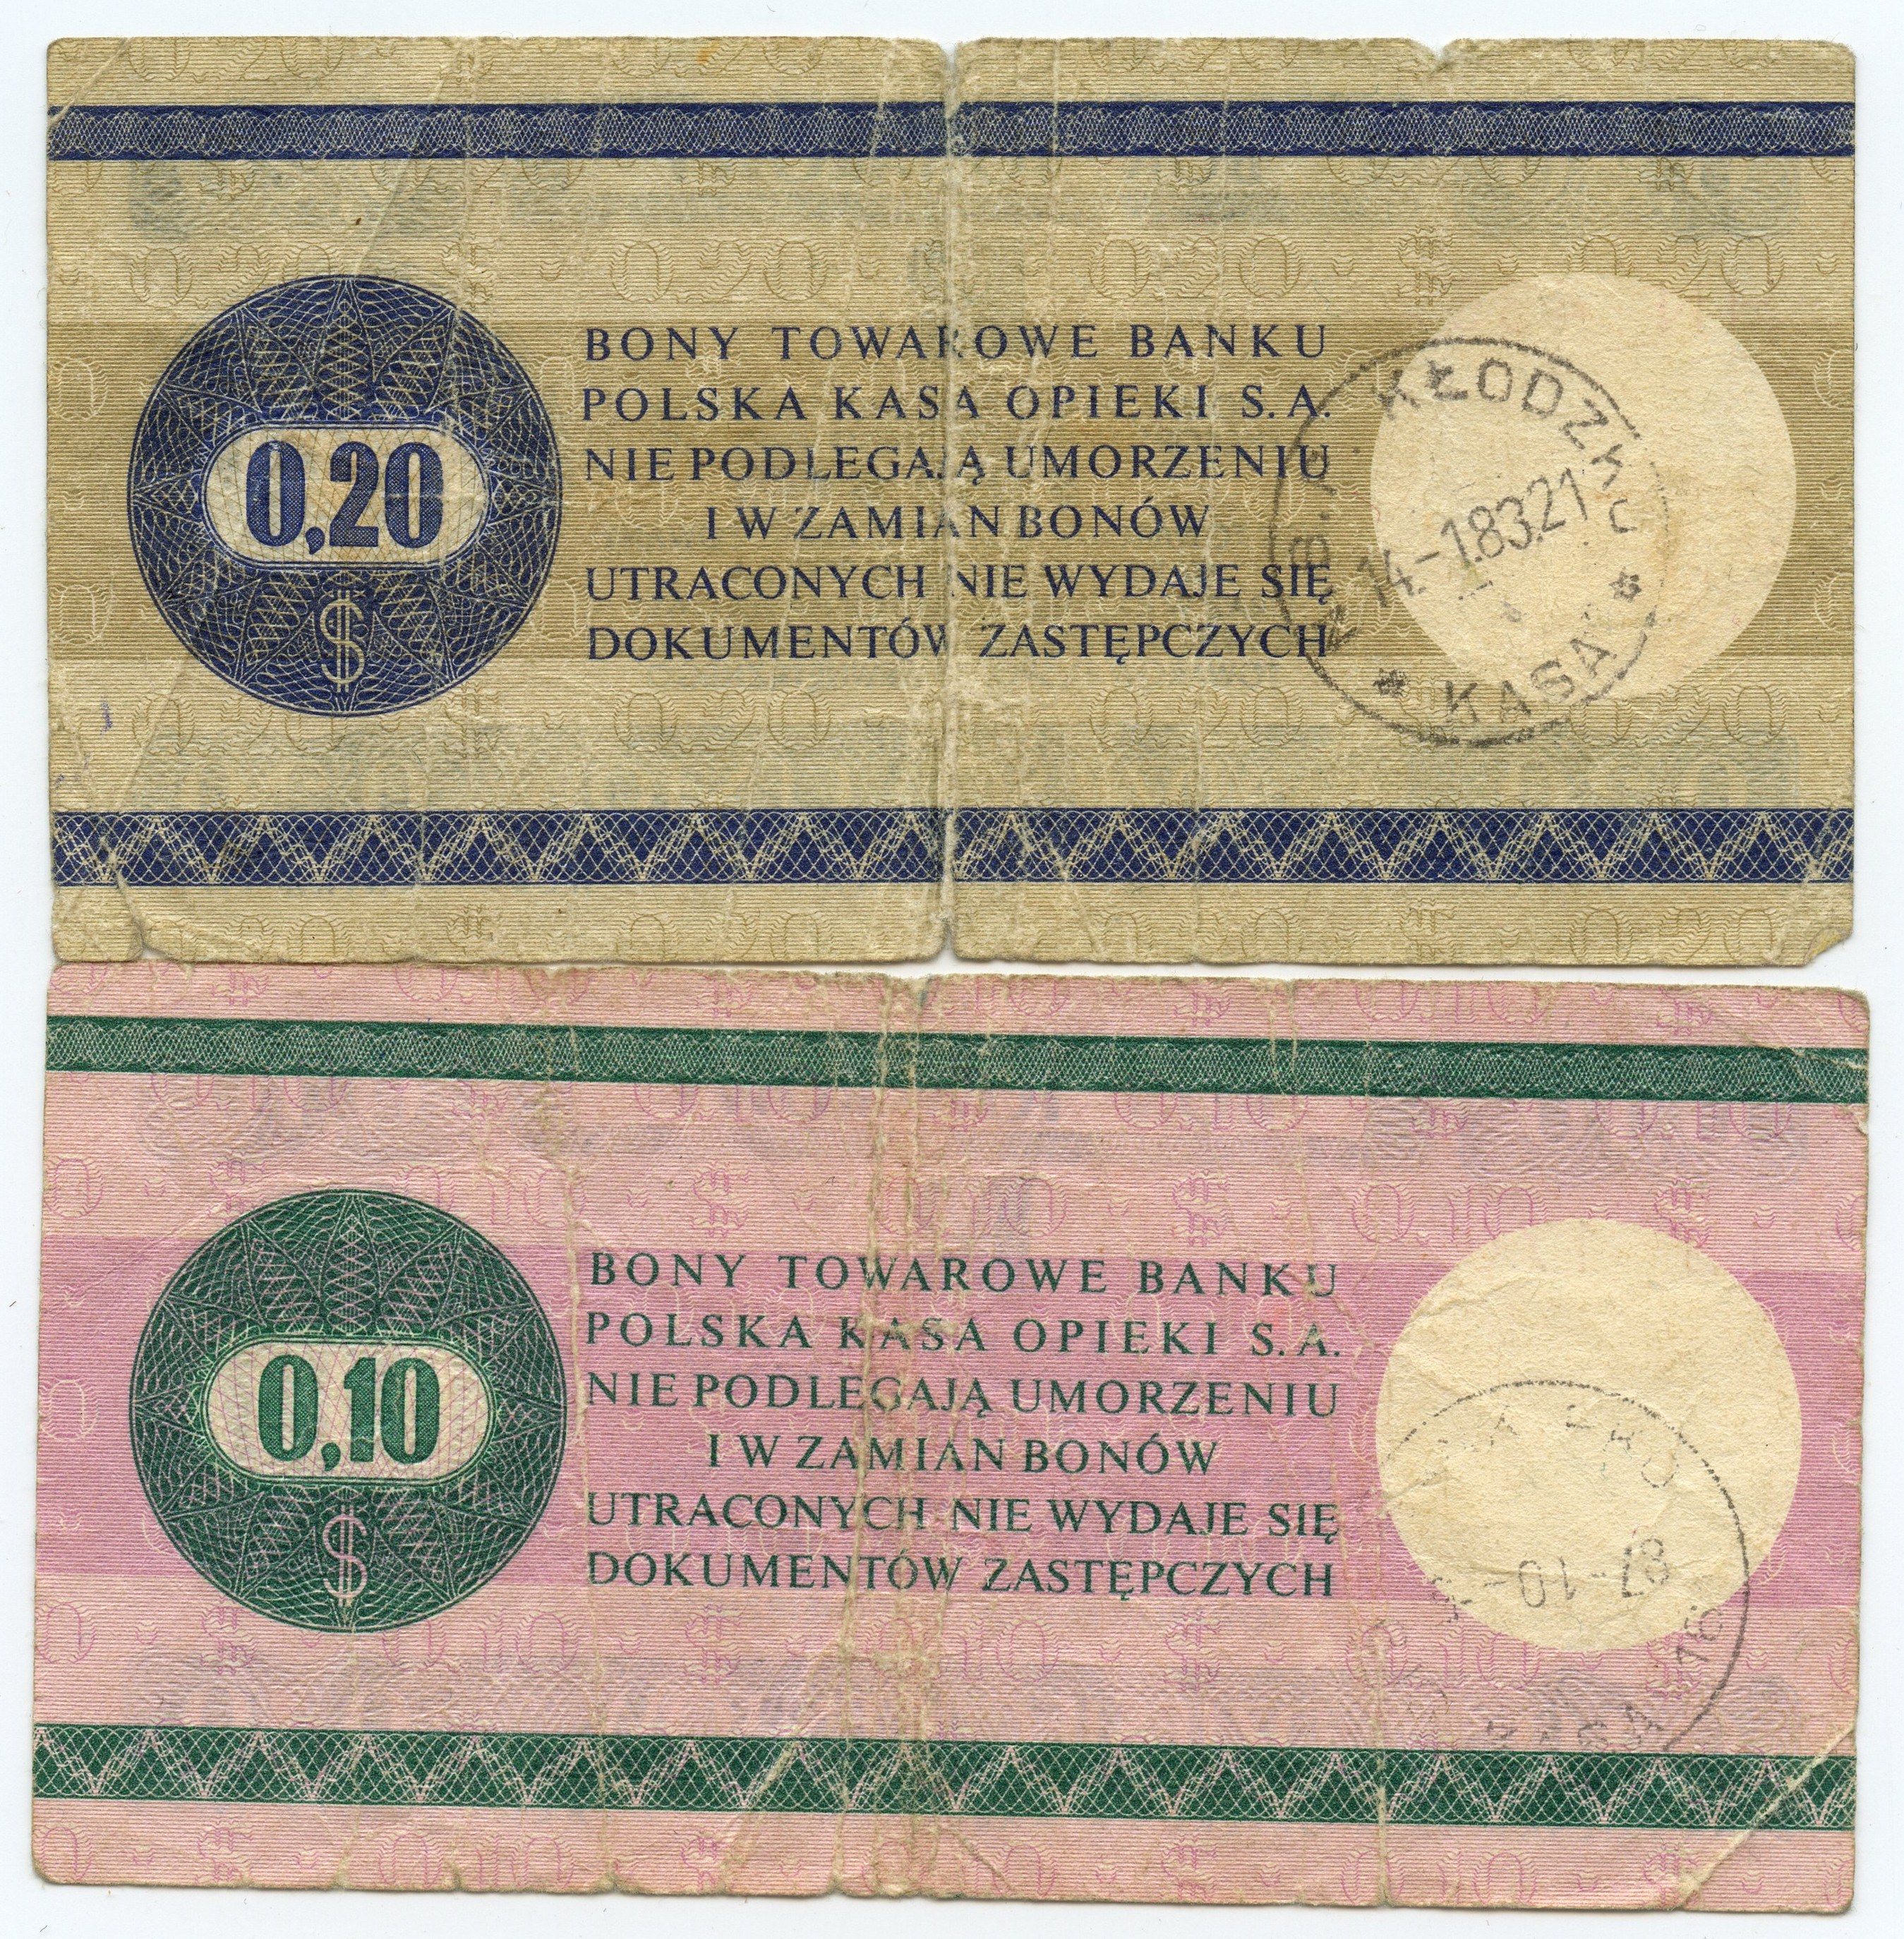 0,20
$
BONY TOWAROWE BANKU
POLSKA KASA OPIEKI S.A.
NIE PODLEGAJĄ UMORZENIU
I W ZAMIAN BONÓW
UTRACONYCH NIE WYDAJE SIĘ
DOKUMENTÓW ZASTĘPCZYCH
14.-1.83.21
* KASA *
0,10
$
BONY TOWAROWE BANKU
POLSKA KASA OPIEKI S.A.
NIE PODLEGAJĄ UMORZENIU
I W ZAMIAN BONÓW
UTRACONYCH NIE WYDAJE SIĘ
DOKUMENTÓW ZASTĘPCZYCH